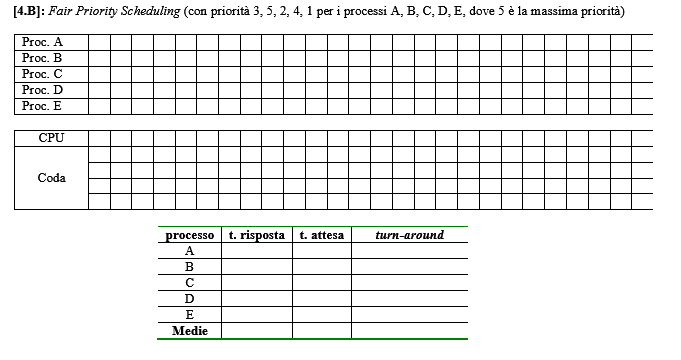 [4.B]: Fair Priority Scheduling (con priorità 3, 5, 2, 4, 1 per i processi A, B, C, D, E, dove 5 è la massima priorità)
Proc. A
Proc. B
Proc. C
Proc. D
Proc. E
CPU
Coda
processo t. risposta t. attesa turn-around
A
B
C
D
E
Medie